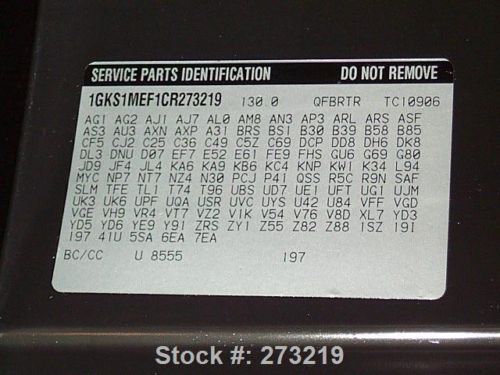 SERVICE PARTS IDENTIFICATION DO NOT REMOVE
1GKS1MEF1CR273219 130.0 QFBRTR TC10906
AG1 AG2 AJ1 AJ7 AL0 AM8 AN3 AP3 ARL ARS ASF
AS3 AU3 AXN AXP A31 BRS BS1 B30 B39 B58 B85
CF5 CJ2 C25 C36 C49 C5Z C69 DCP DD8 DH6 DK8
DL3 DNU D07 EF7 E52 E61 FE9 FHS GU6 G69 G80
JD9 JF4 JL4 KA6 KA9 KB6 KC4 KNP KW1 K34 L94
MYC NP7 NT7 NZ4 N30 PCJ P41 QSS R5C R9N SAF
SLM TFE TL1 T74 T96 UBS UD7 UE1 UFT UG1 UJM
UK3 UK6 UPF UQA USR UVC UYS U42 U84 VFF VGD
VGE VH9 VR4 VT7 VZ2 V1K V54 V76 V8D XL7 YD3
YD5 YD6 YE9 Y91 ZRS ZY1 Z55 Z82 Z88 1SZ 19I
197 41U 5SA 6EA 7EA
BC/CC U 8555 197
Stock #: 273219